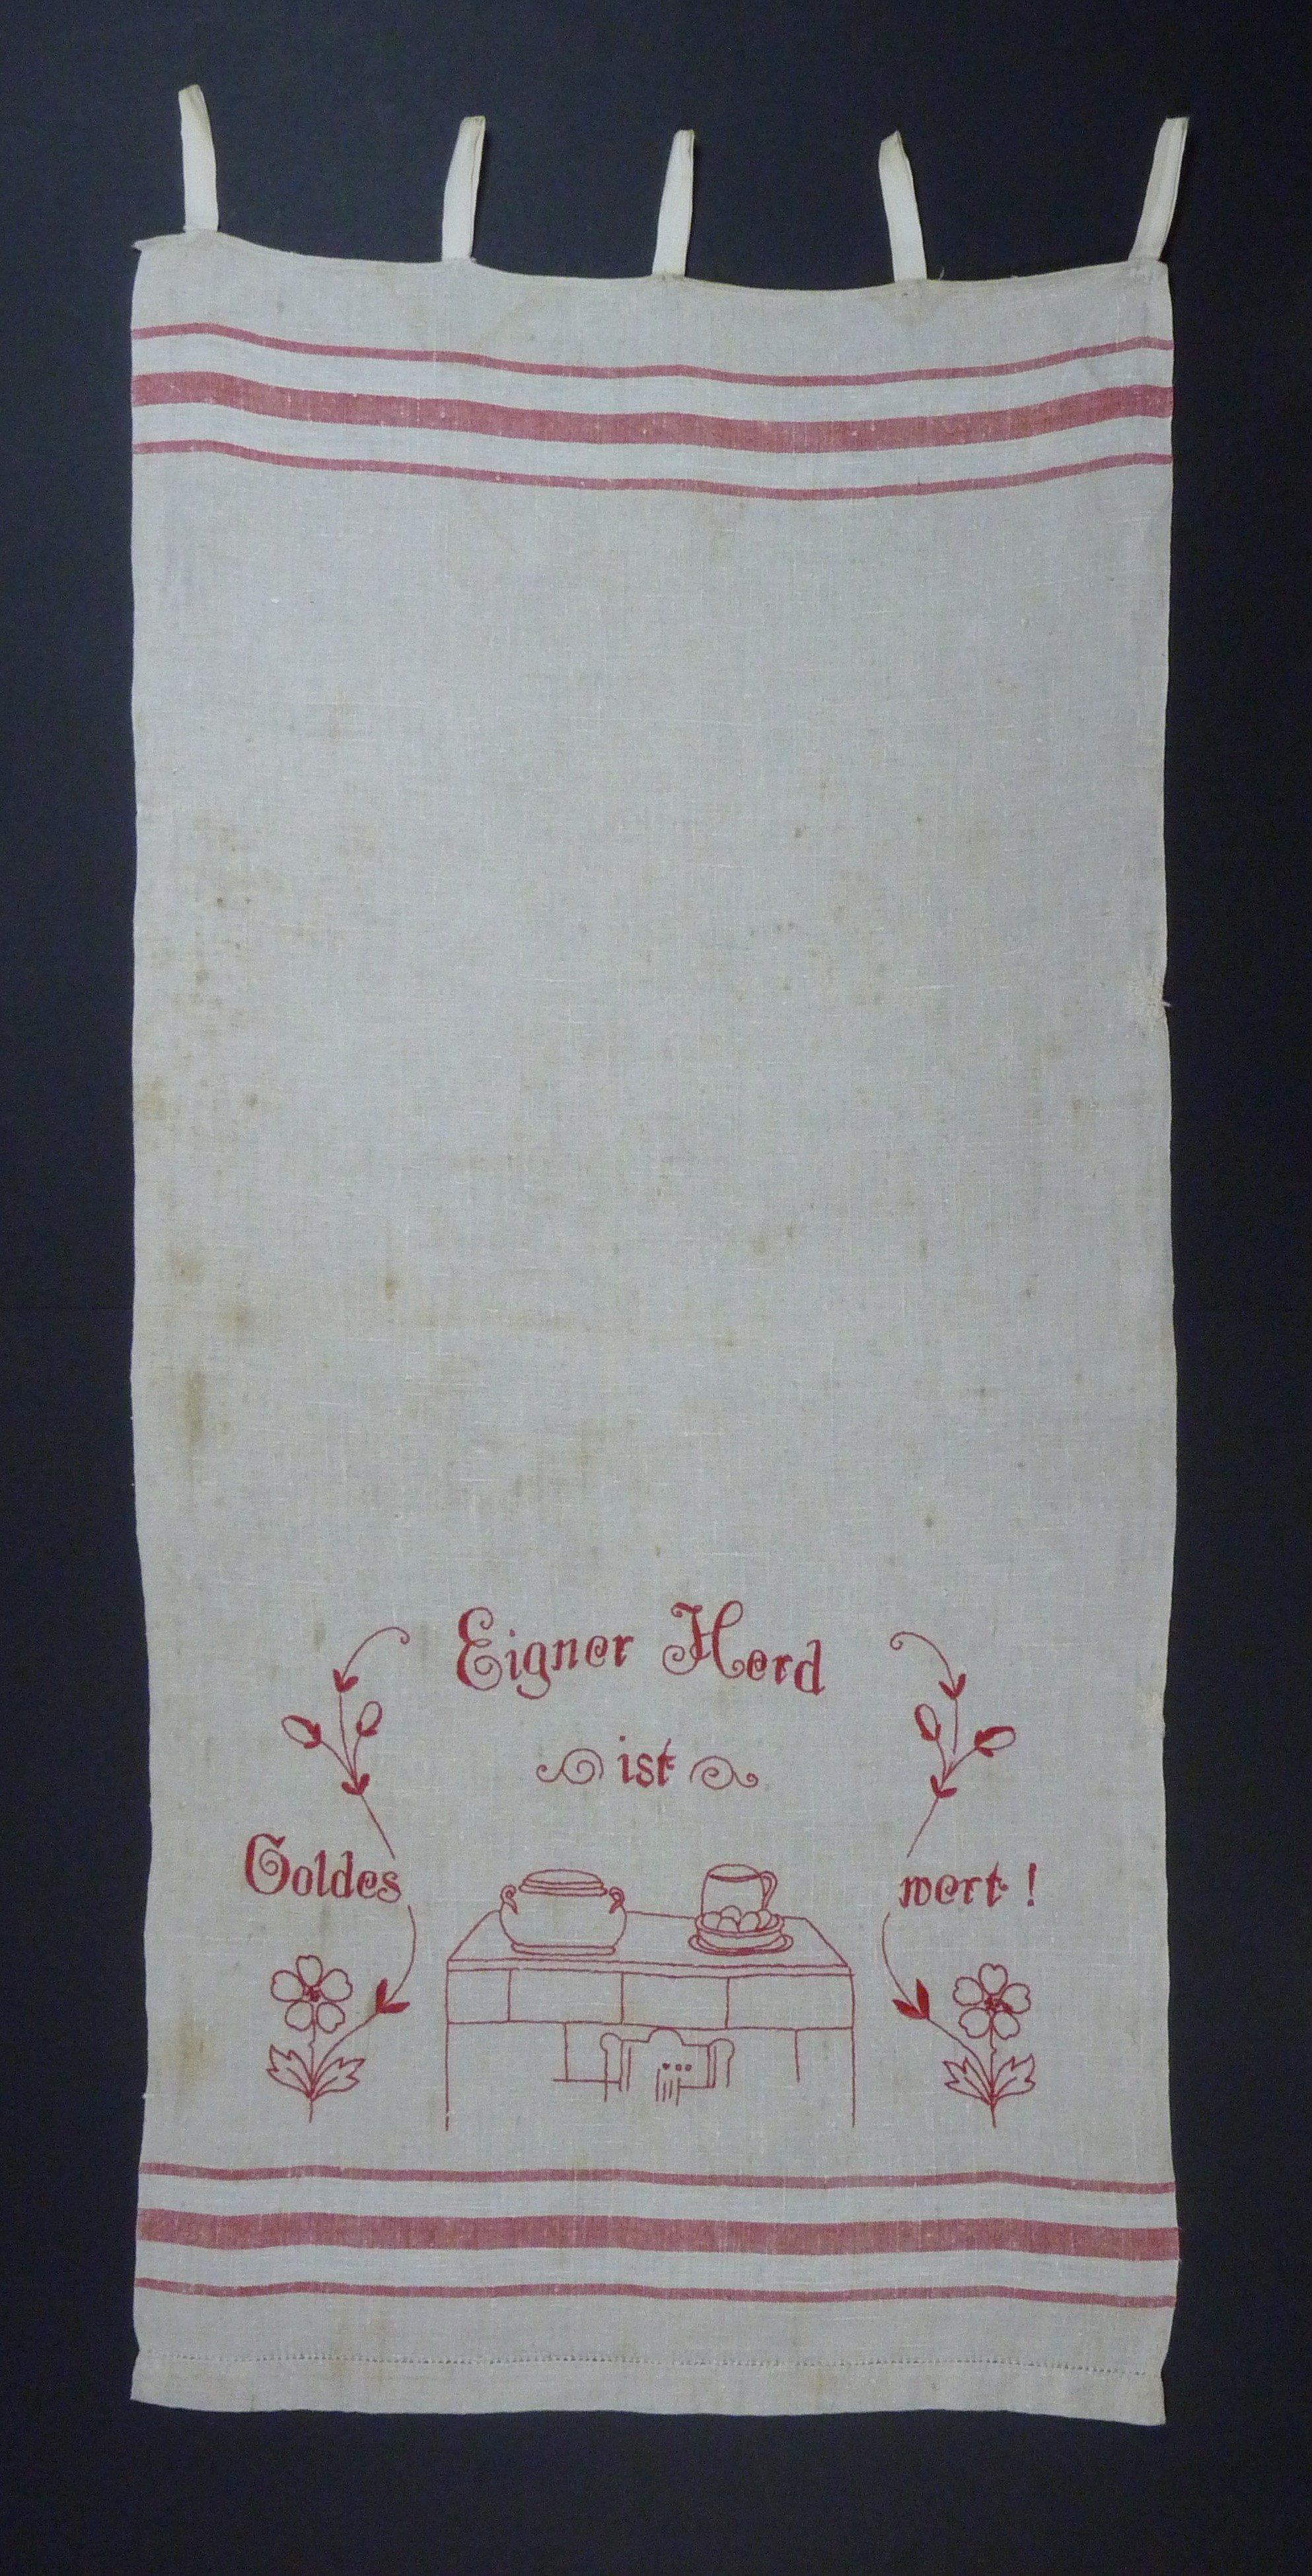 Eigner Herd
ist
Goldes wert!